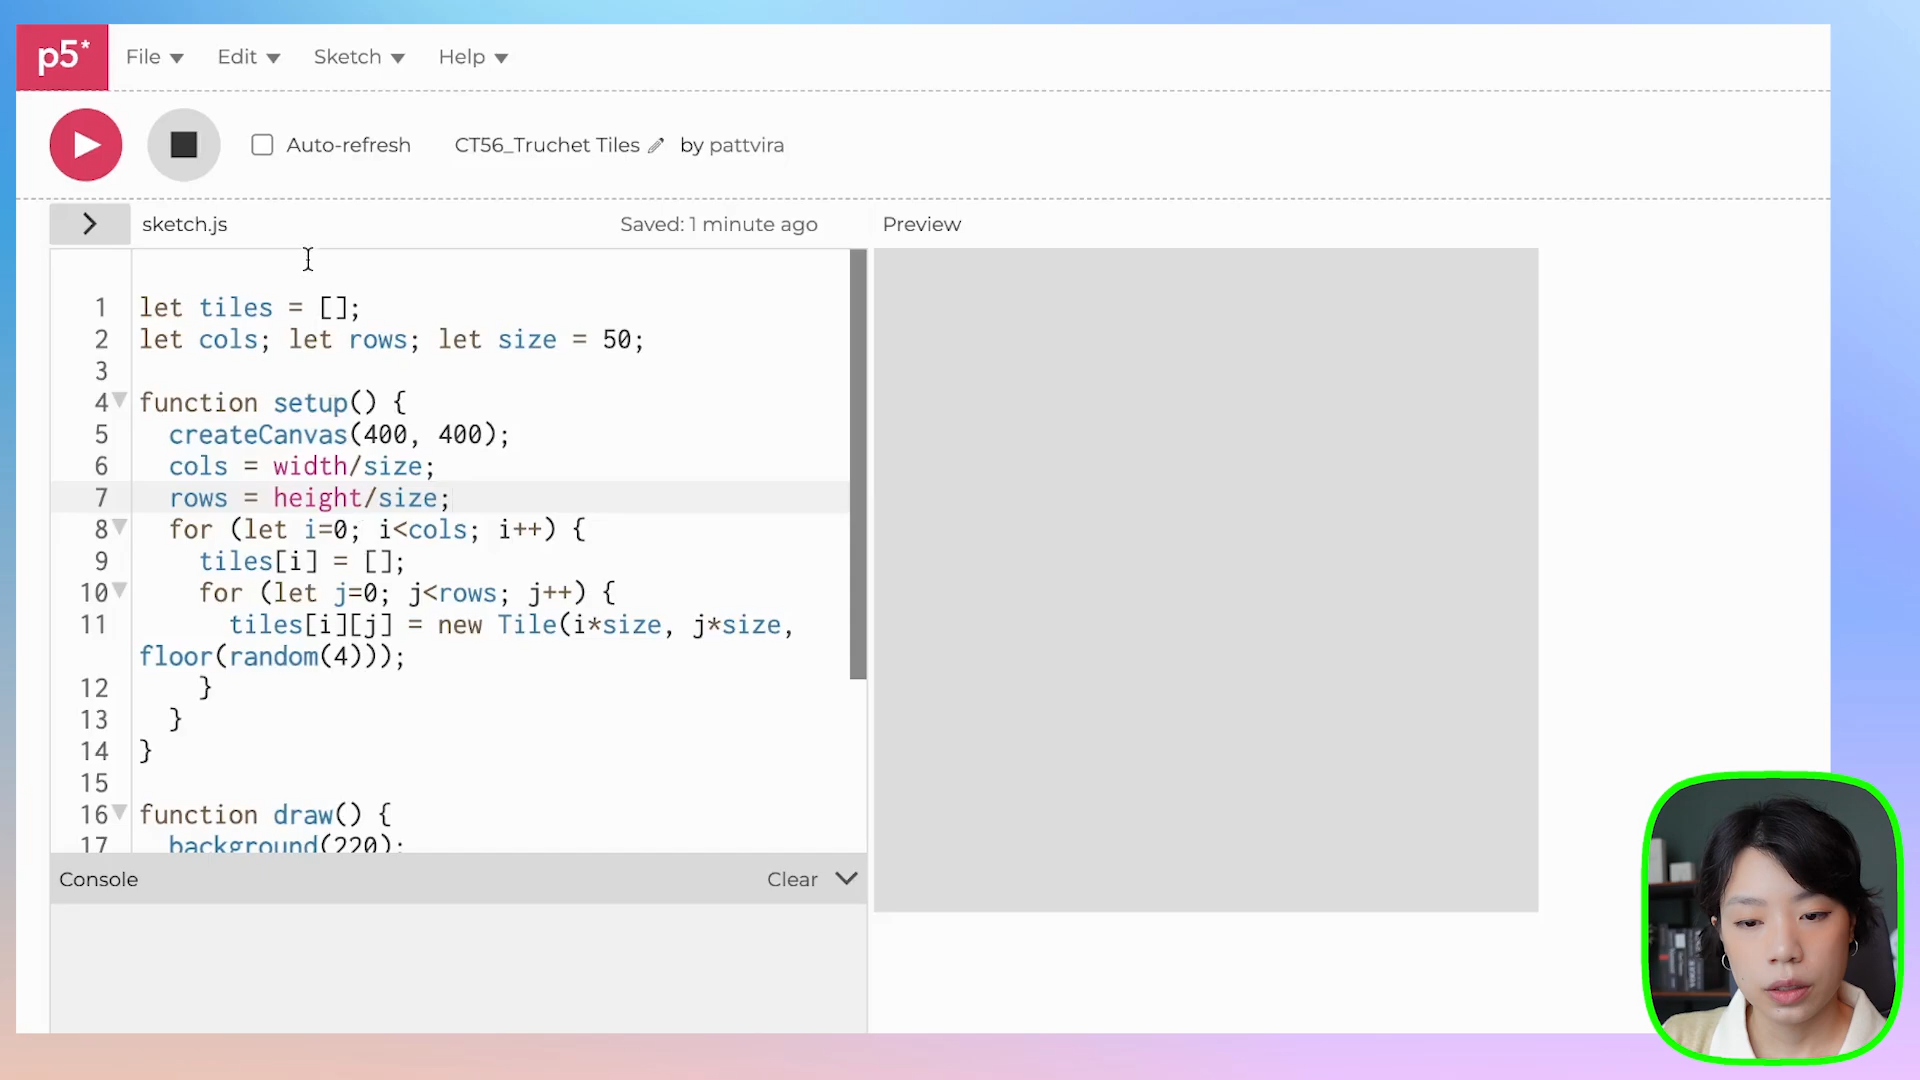 p5* File Edit Sketch Help
Auto-refresh CT56_Truchet Tiles by pattvira
sketch.js Saved: 1 minute ago Preview
1 let tiles = [];
2 let cols; let rows; let size = 50;
3
4 function setup() {
5 createCanvas(400, 400);
6 cols = width/size;
7 rows = height/size;
8 for (let i=0; i<cols; i++) {
9 tiles[i] = [];
10 for (let j=0; j<rows; j++) {
11 tiles[i][j] = new Tile(i*size, j*size,
floor(random(4)));
12 }
13 }
14 }
15
16 function draw() {
17 background(220);
Console Clear